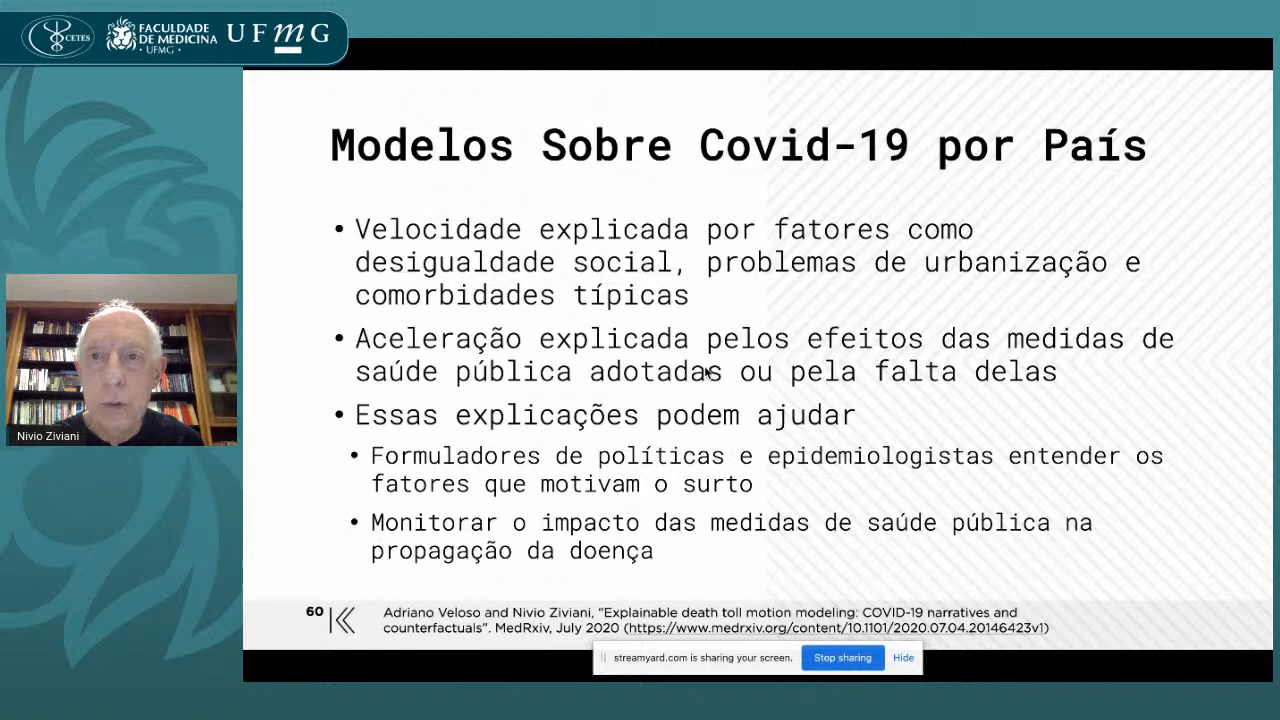 CETES
FACULDADE
DE MEDICINA
• UFMG •
UFMG
Modelos Sobre Covid-19 por País
• Velocidade explicada por fatores como
desigualdade social, problemas de urbanização e
comorbidades típicas
• Aceleração explicada pelos efeitos das medidas de
saúde pública adotadas ou pela falta delas
• Essas explicações podem ajudar
• Formuladores de políticas e epidemiologistas entender os
fatores que motivam o surto
• Monitorar o impacto das medidas de saúde pública na
propagação da doença
Nivio Ziviani
60
Adriano Veloso and Nivio Ziviani, “Explainable death toll motion modeling: COVID-19 narratives and
counterfactuals”. MedRxiv, July 2020 (https://www.medrxiv.org/content/10.1101/2020.07.04.20146423v1)
streamyard.com is sharing your screen.
Stop sharing
Hide